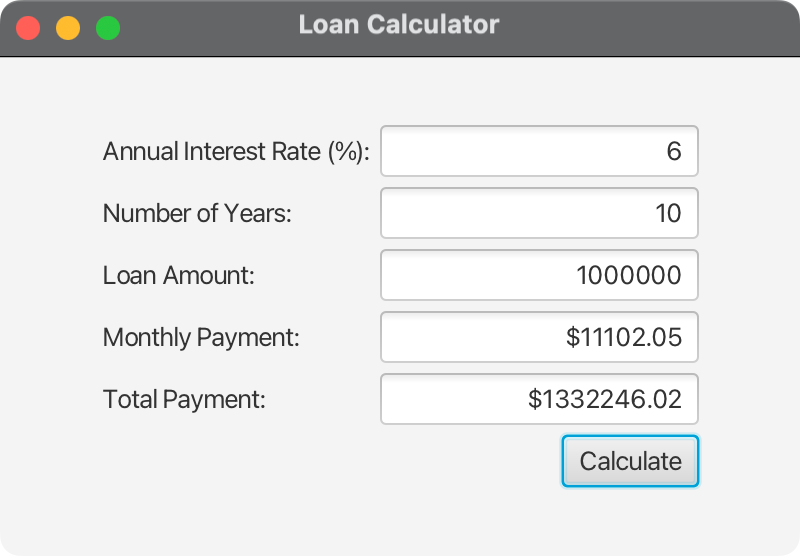 Loan Calculator
Annual Interest Rate (%): 6
Number of Years: 10
Loan Amount: 1000000
Monthly Payment: $11102.05
Total Payment: $1332246.02
Calculate